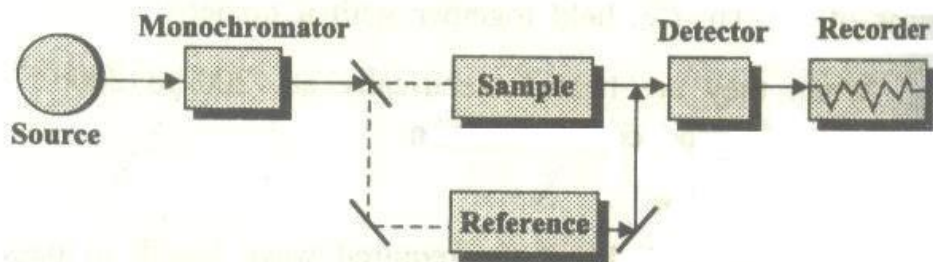 Monochromator
Detector
Recorder
Source
Sample
Reference